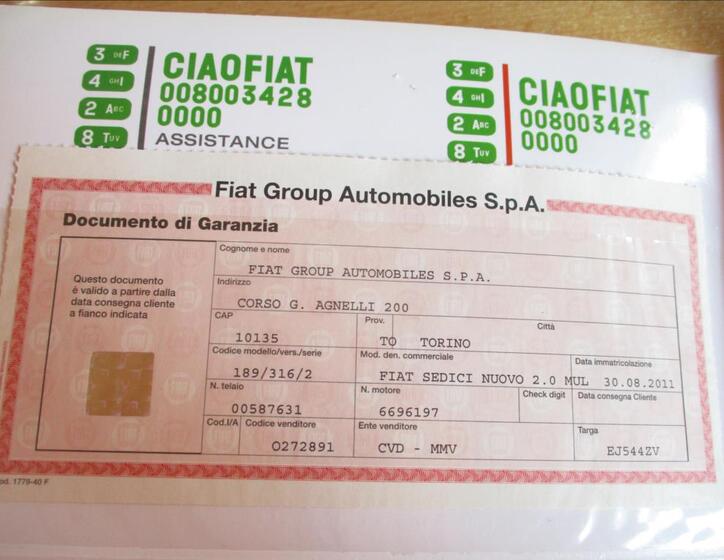 3 DEF
4 GHI
2 ABC
8 TUV
CIAOFIAT
008003428
0000
ASSISTANCE
3 DEF
4 GHI
2 ABC
8 TUV
CIAOFIAT
008003428
0000
Fiat Group Automobiles S.p.A.
Documento di Garanzia
Questo documento
è valido a partire dalla
data consegna cliente
a fianco indicata
Cognome e nome
FIAT GROUP AUTOMOBILES S.P.A.
Indirizzo
CORSO G. AGNELLI 200
CAP Prov. Città
10135 TO TORINO
Codice modello/vers./serie Mod. den. commerciale Data immatricolazione
189/316/2 FIAT SEDICI NUOVO 2.0 MUL 30.08.2011
N. telaio N. motore Check digit Data consegna Cliente
00587631 6696197
Cod.I/A Codice venditore Ente venditore Targa
0272891 CVD - MMV EJ544ZV
od. 1779-40 F